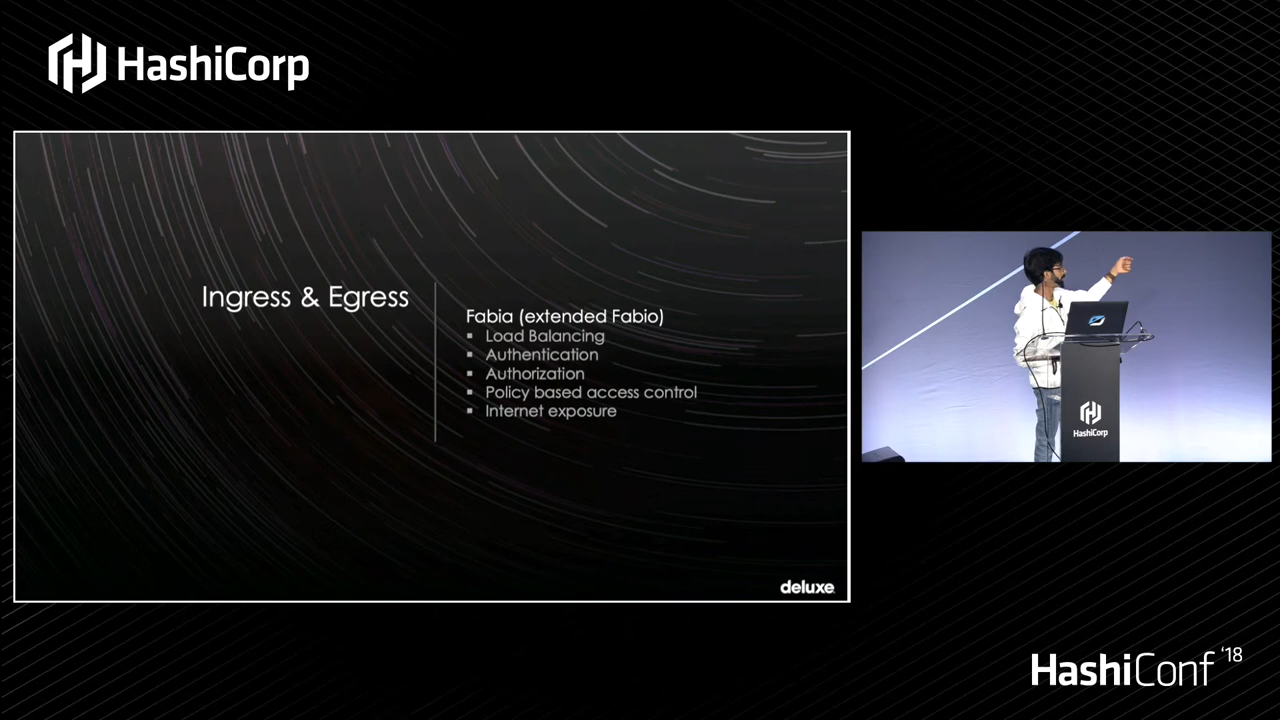 HashiCorp
Ingress & Egress
Fabia (extended Fabio)
▪ Load Balancing
▪ Authentication
▪ Authorization
▪ Policy based access control
▪ Internet exposure
deluxe
HashiCorp
HashiConf '18